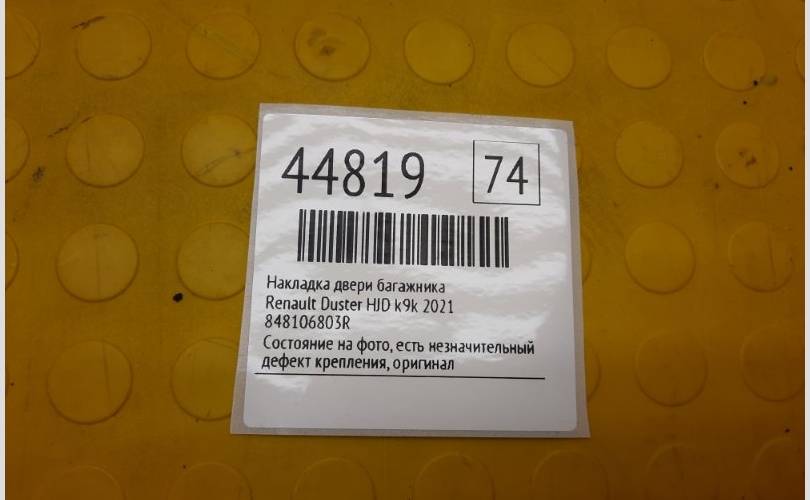 44819 74
Накладка двери багажника
Renault Duster HJD k9k 2021
848106803R
Состояние на фото, есть незначительный
дефект крепления, оригинал